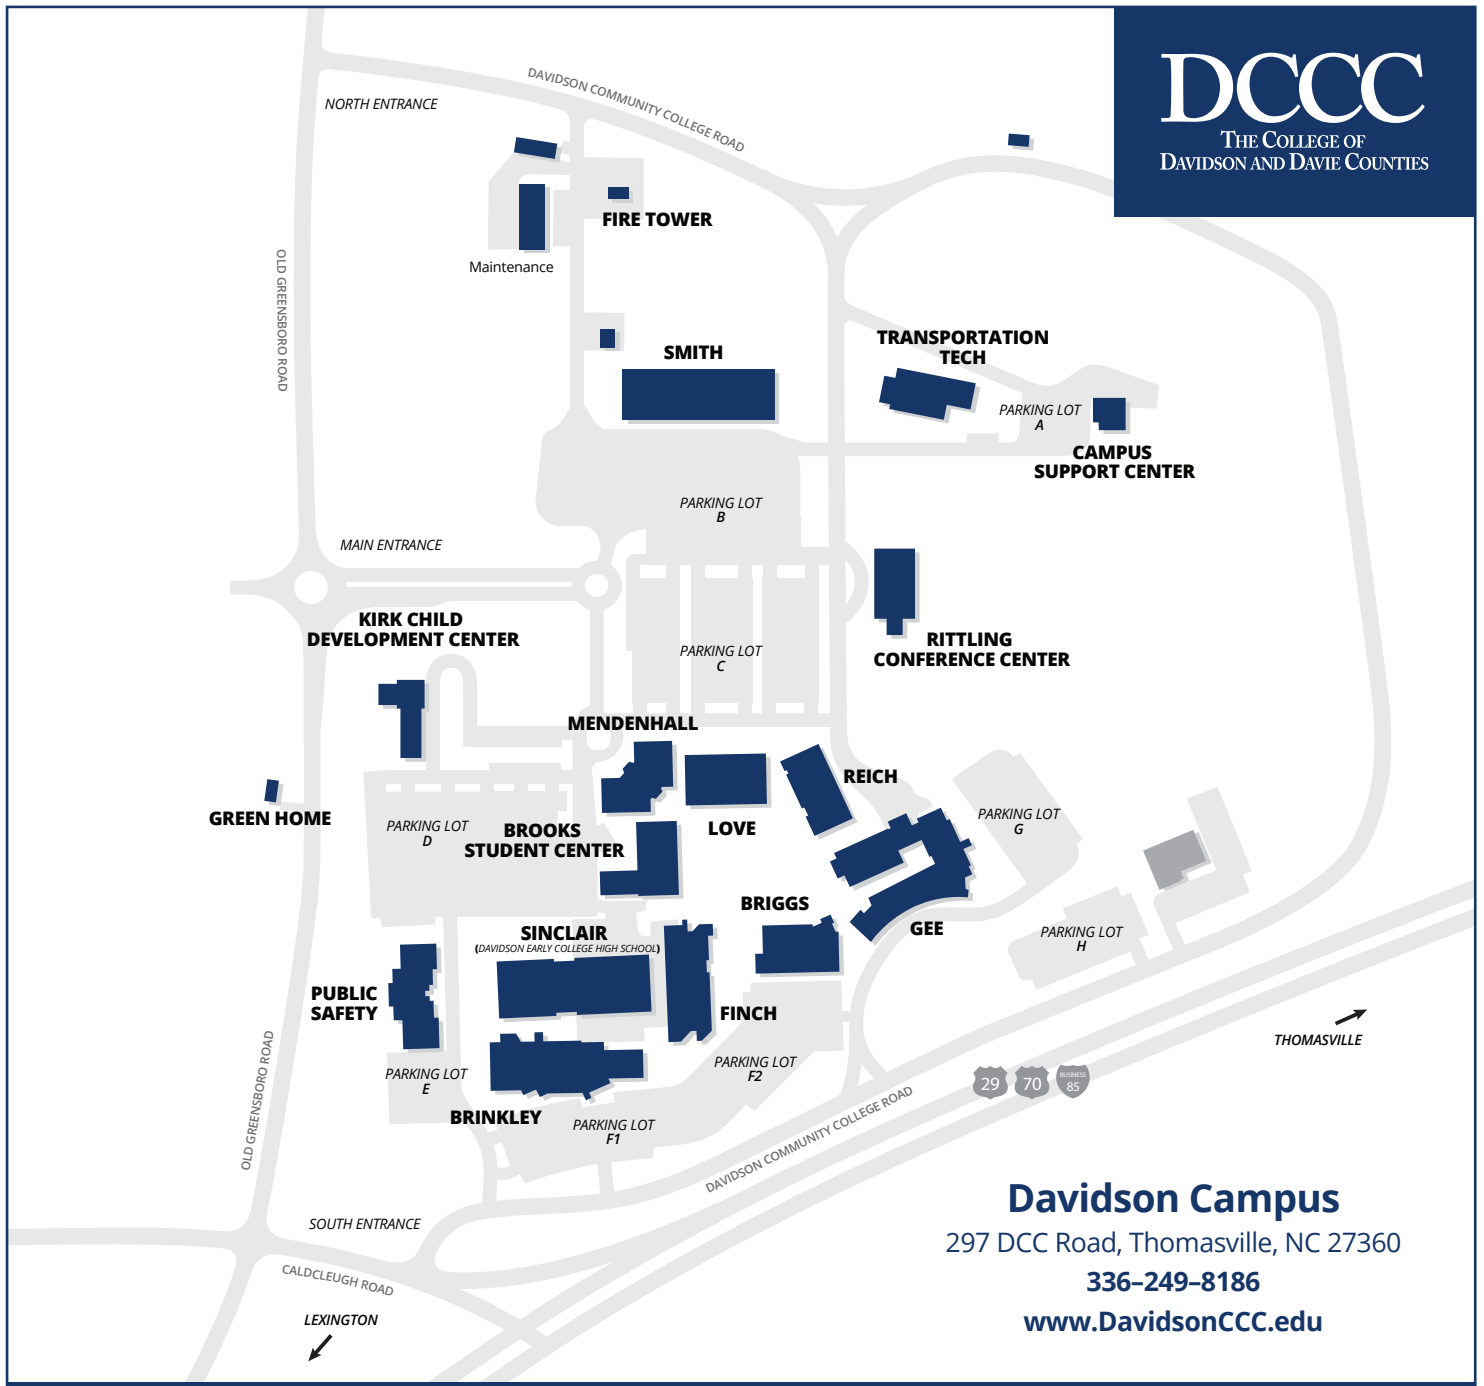 DCCC
THE COLLEGE OF
DAVIDSON AND DAVIE COUNTIES
DAVIDSON COMMUNITY COLLEGE ROAD
NORTH ENTRANCE
FIRE TOWER
Maintenance
OLD GREENSBORO ROAD
SMITH
TRANSPORTATION
TECH
PARKING LOT
A
CAMPUS
SUPPORT CENTER
PARKING LOT
B
MAIN ENTRANCE
KIRK CHILD
DEVELOPMENT CENTER
RITTLING
CONFERENCE CENTER
PARKING LOT
C
MENDENHALL
REICH
GREEN HOME
PARKING LOT
D
BROOKS
STUDENT CENTER
LOVE
PARKING LOT
G
BRIGGS
GEE
PARKING LOT
H
SINCLAIR
(DAVIDSON EARLY COLLEGE HIGH SCHOOL)
PUBLIC
SAFETY
FINCH
THOMASVILLE
PARKING LOT
E
PARKING LOT
F2
29
70
BUSINESS
85
BRINKLEY
PARKING LOT
F1
OLD GREENSBORO ROAD
DAVIDSON COMMUNITY COLLEGE ROAD
SOUTH ENTRANCE
CALDCLEUGH ROAD
LEXINGTON
Davidson Campus
297 DCC Road, Thomasville, NC 27360
336–249–8186
www.DavidsonCCC.edu